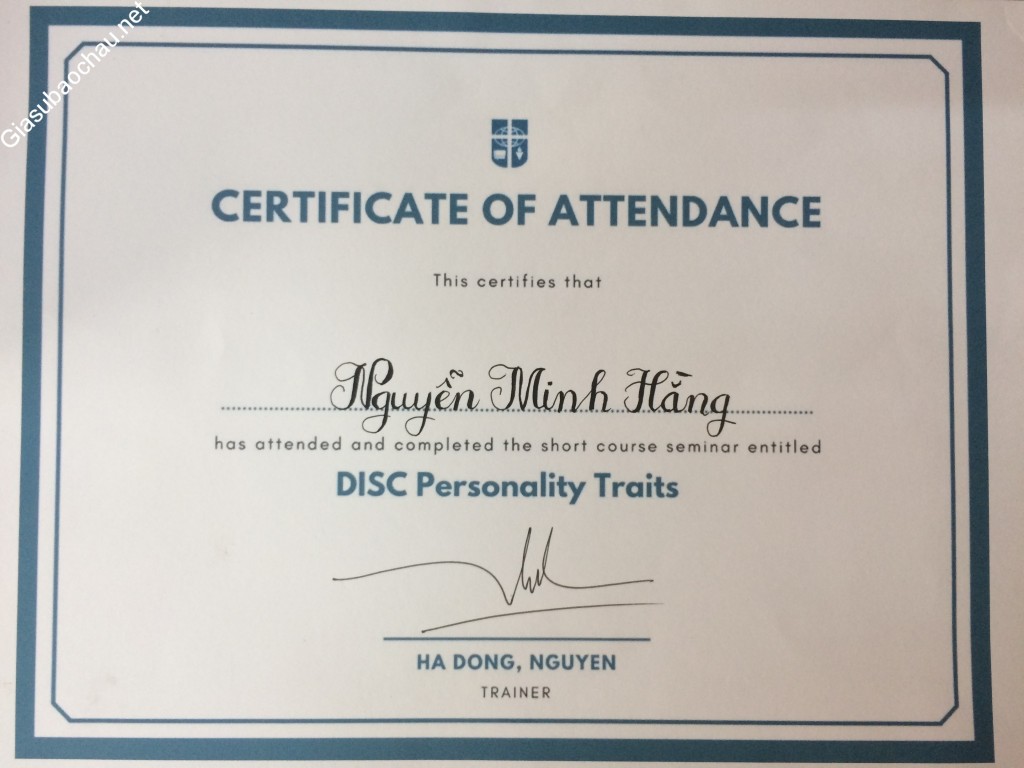 Giasubaochau.net
CERTIFICATE OF ATTENDANCE
This certifies that
Nguyễn Minh Hằng
has attended and completed the short course seminar entitled
DISC Personality Traits
HA DONG, NGUYEN
TRAINER